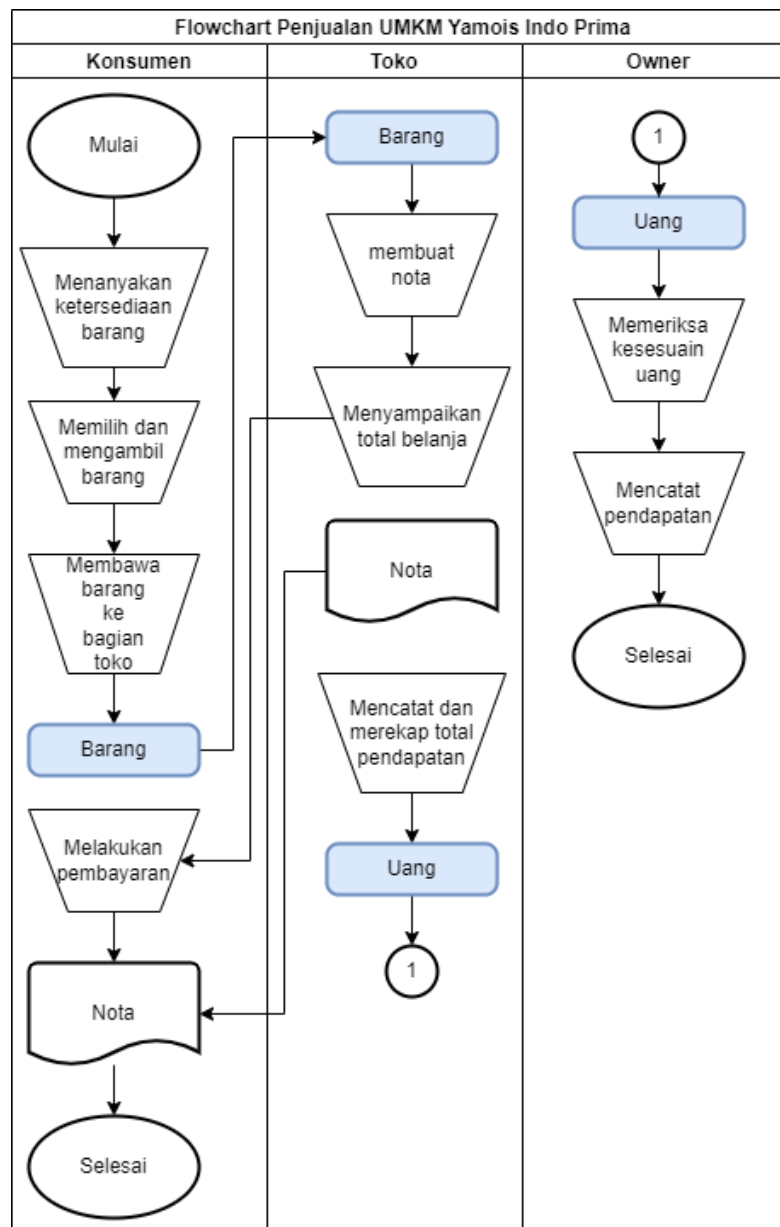 Flowchart Penjualan UMKM Yamois Indo Prima
Konsumen
Toko
Owner
Mulai
Menanyakan
ketersediaan
barang
Memilih dan
mengambil
barang
Membawa
barang
ke
bagian
toko
Barang
Melakukan
pembayaran
Nota
Selesai
Barang
membuat
nota
Menyampaikan
total belanja
Nota
Mencatat dan
merekap total
pendapatan
Uang
1
1
Uang
Memeriksa
kesesuain
uang
Mencatat
pendapatan
Selesai